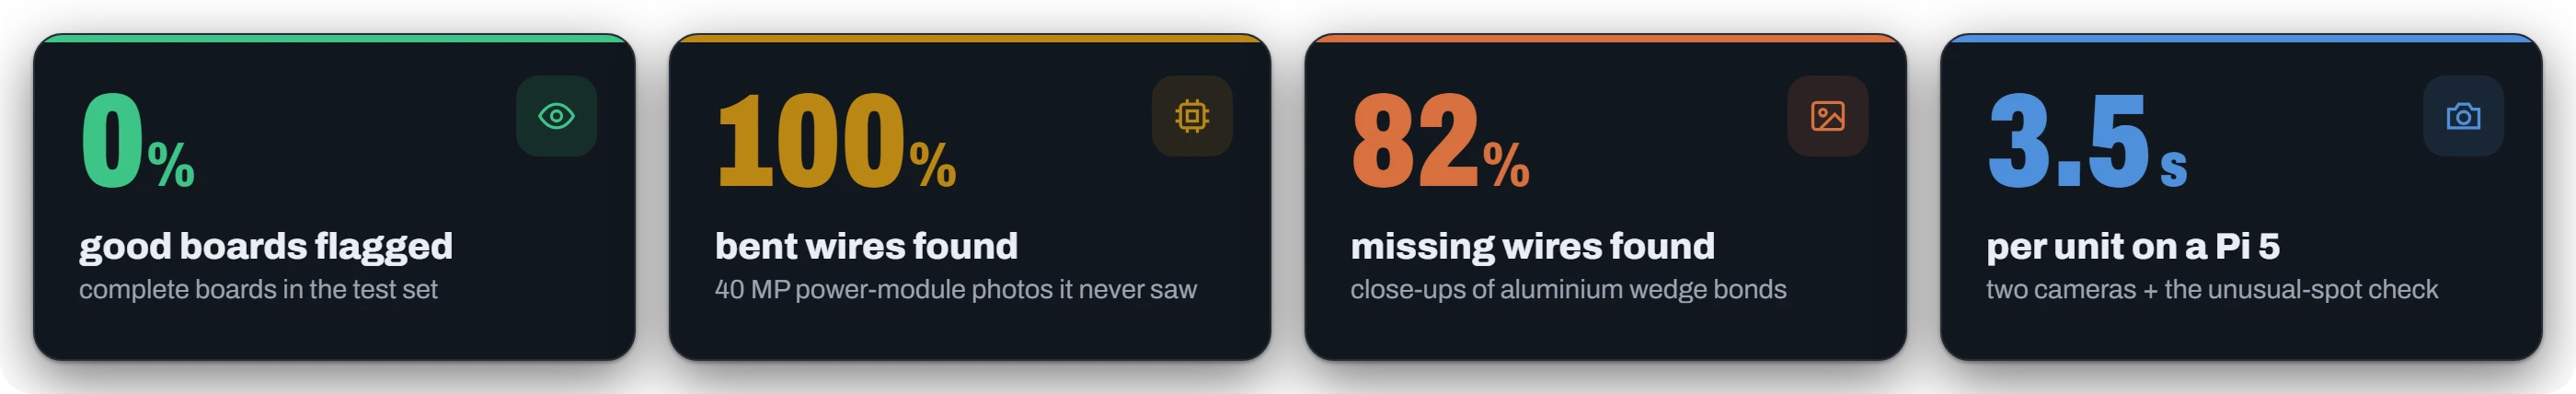 0%
good boards flagged
complete boards in the test set
100%
bent wires found
40 MP power-module photos it never saw
82%
missing wires found
close-ups of aluminium wedge bonds
3.5 s
per unit on a Pi 5
two cameras + the unusual-spot check